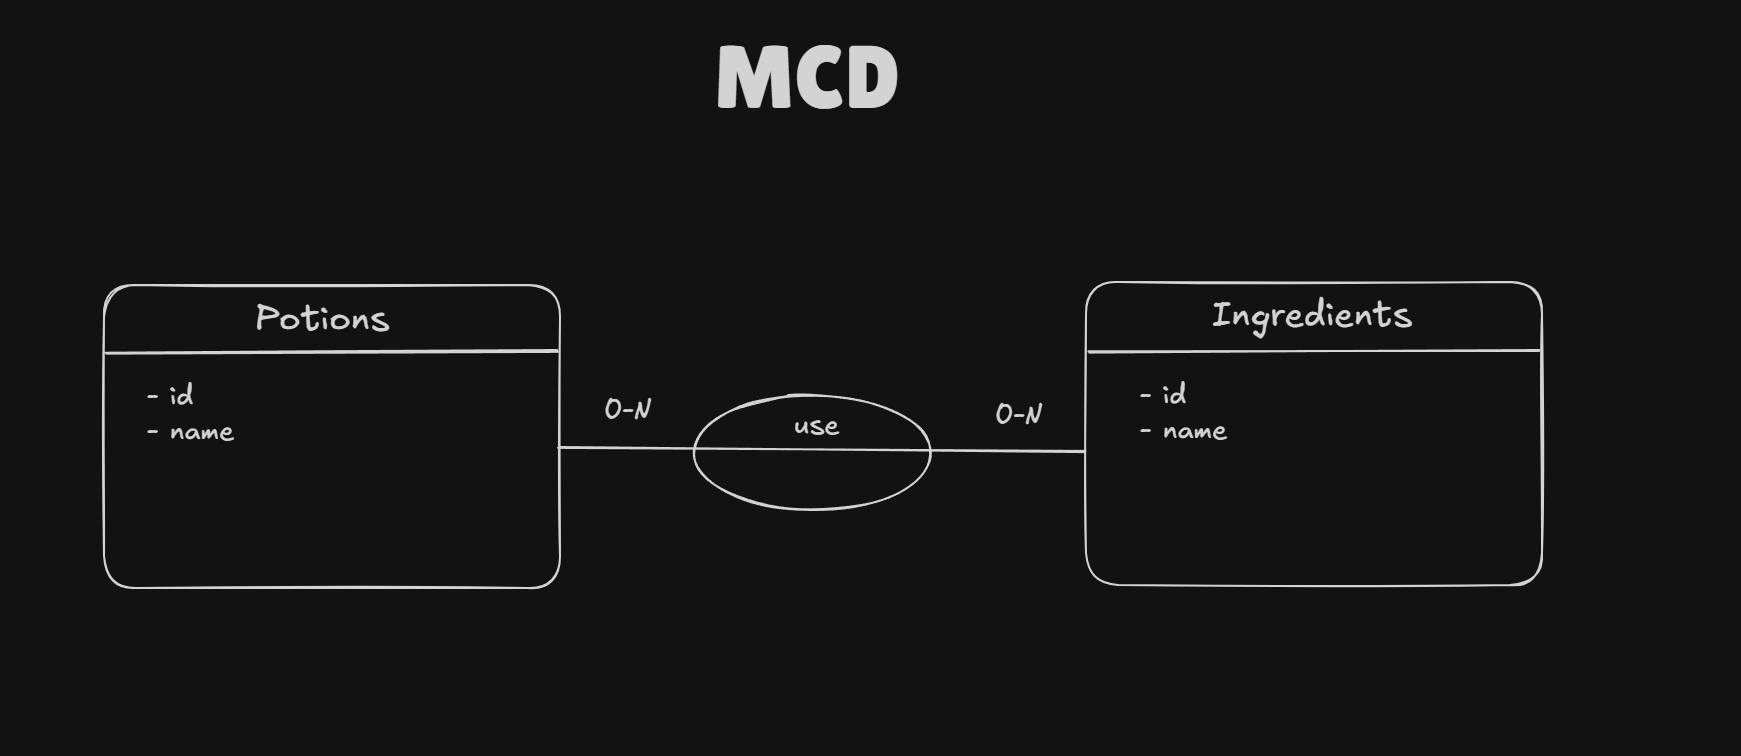 MCD
Potions
- id
- name
0-N
use
0-N
Ingredients
- id
- name